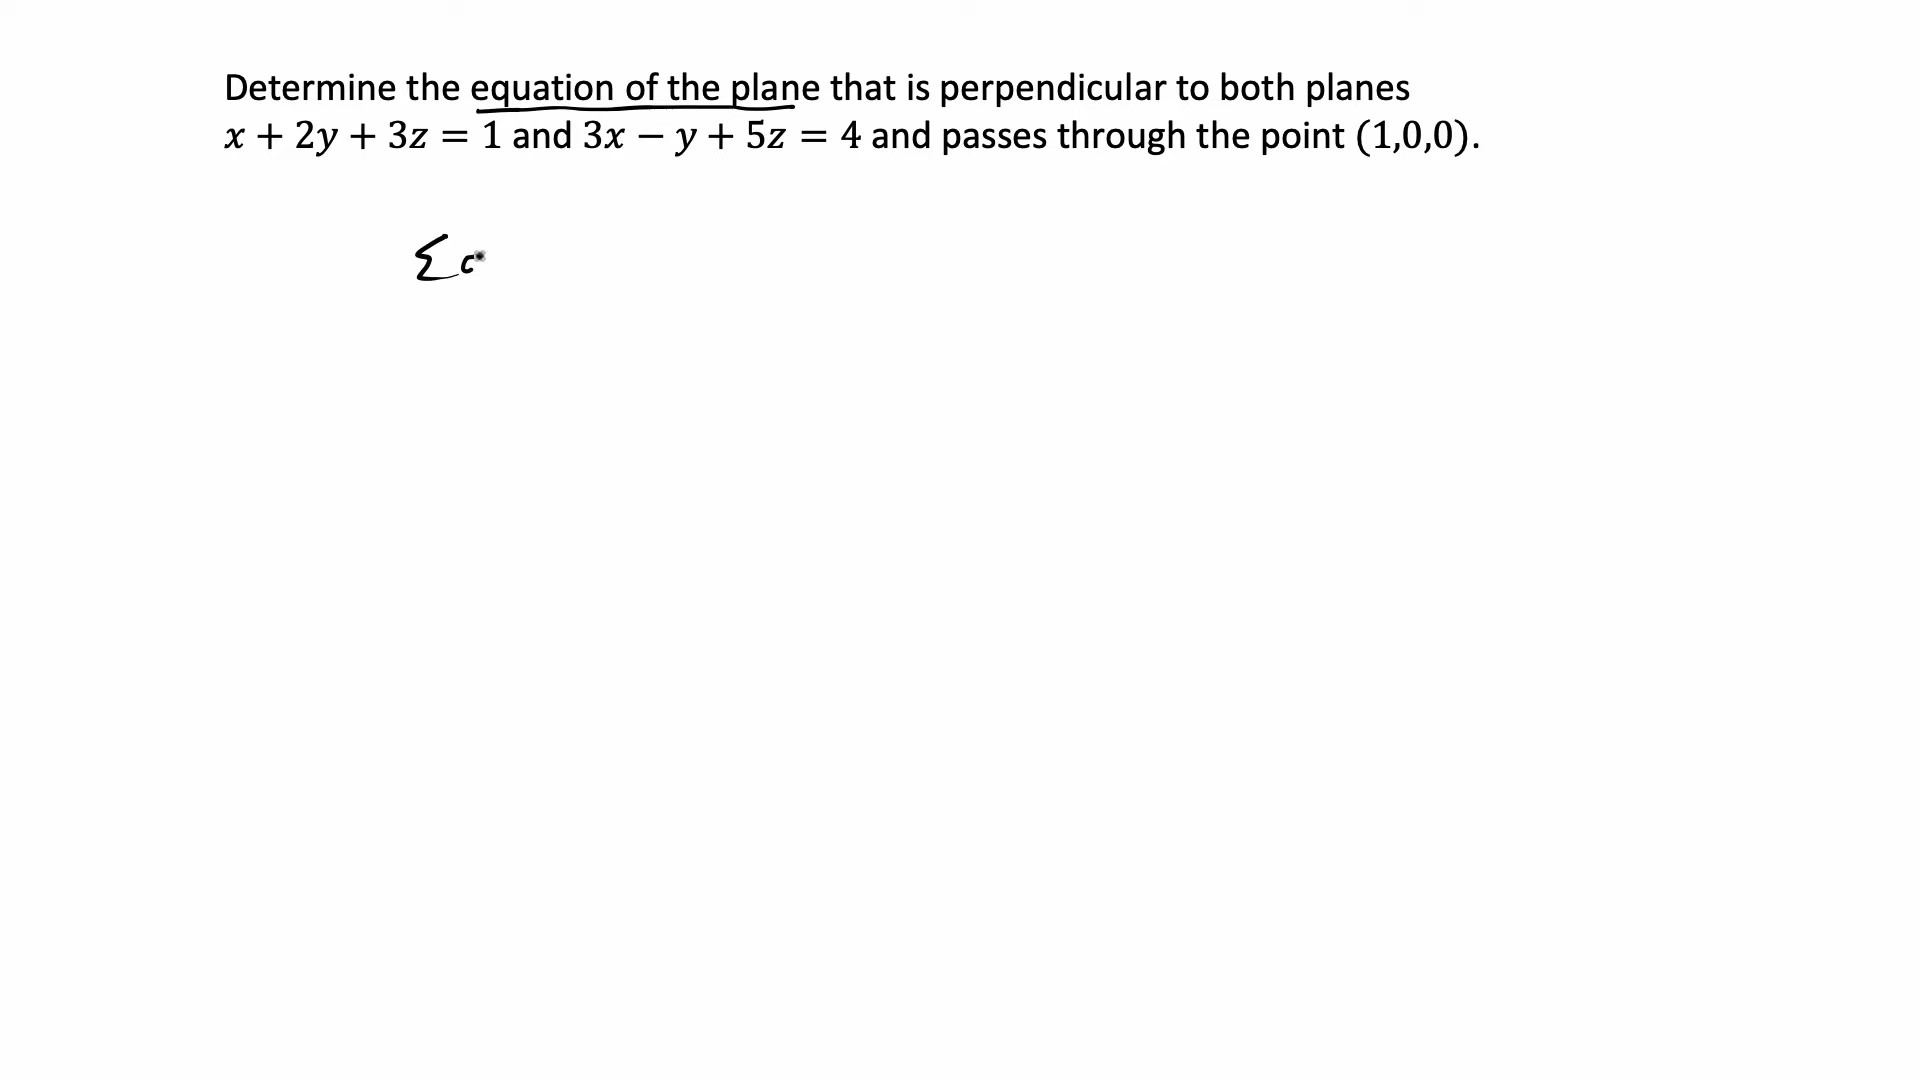 Determine the equation of the plane that is perpendicular to both planes
x + 2y + 3z = 1 and 3x − y + 5z = 4 and passes through the point (1,0,0).